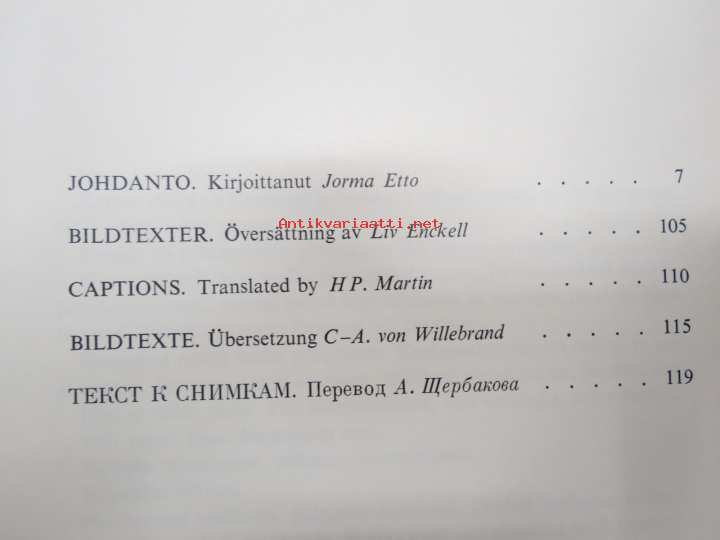 JOHDANTO. Kirjoittanut Jorma Etto . . . . . 7
Antikvariaatti.net
BILDTEXTER. Översättning av Liv Enckell . . . . . 105
CAPTIONS. Translated by H P. Martin . . . . . 110
BILDTEXTE. Übersetzung C–A. von Willebrand . . . . . 115
ТЕКСТ К СНИМКАМ. Перевод А. Щербакова . . . . . 119